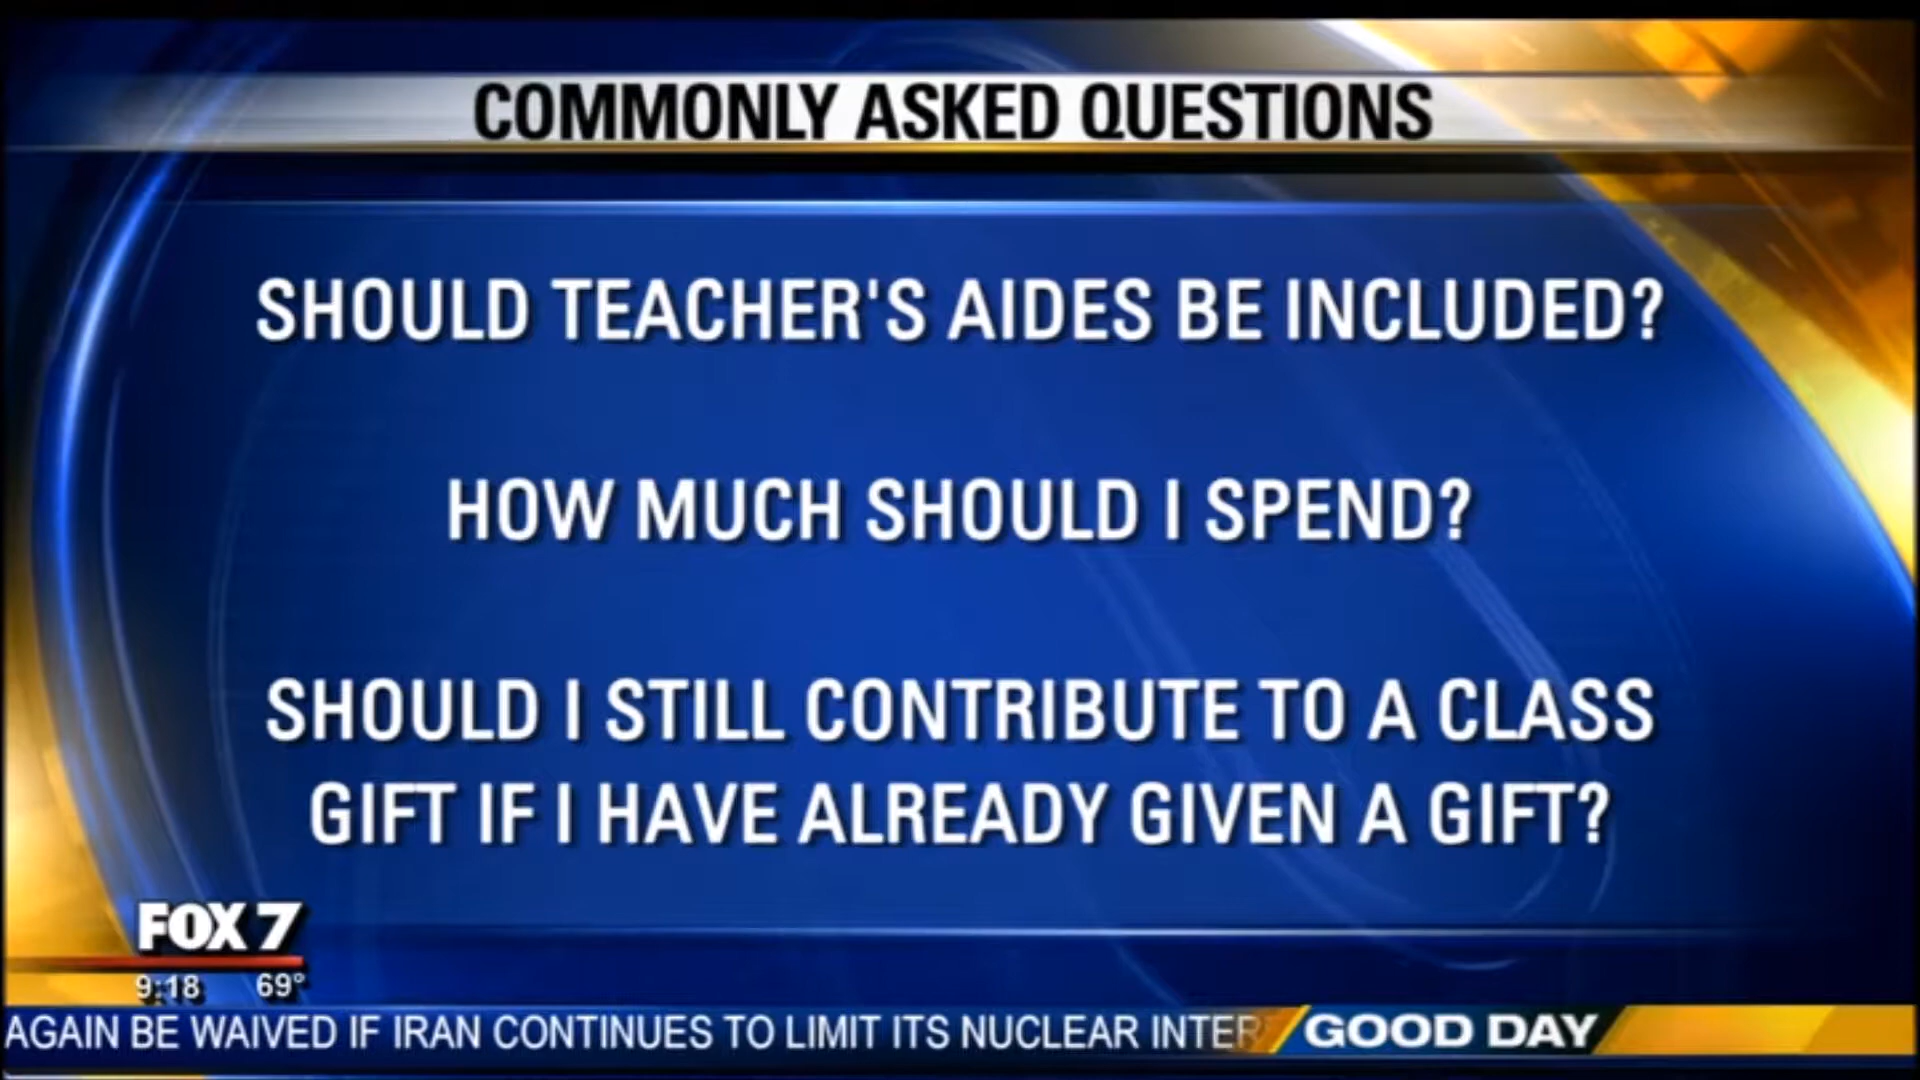 COMMONLY ASKED QUESTIONS
SHOULD TEACHER'S AIDES BE INCLUDED?
HOW MUCH SHOULD I SPEND?
SHOULD I STILL CONTRIBUTE TO A CLASS
GIFT IF I HAVE ALREADY GIVEN A GIFT?
FOX 7
9:18 69°
AGAIN BE WAIVED IF IRAN CONTINUES TO LIMIT ITS NUCLEAR INTER
GOOD DAY